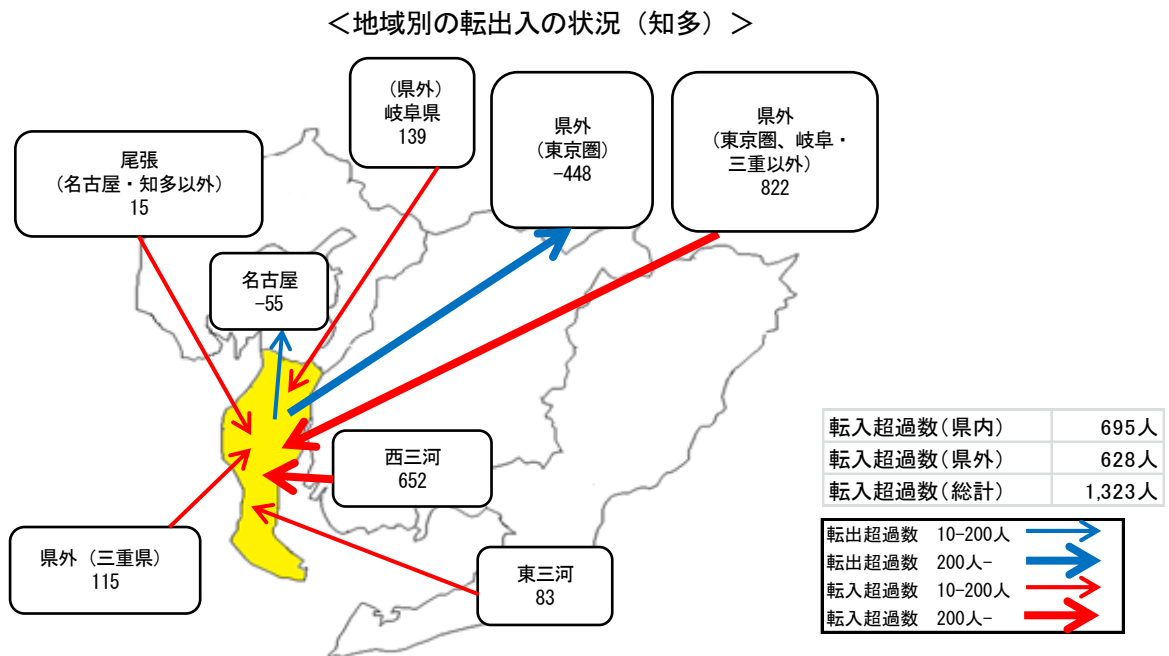 ＜地域別の転出入の状況（知多）＞
（県外）
岐阜県
139
県外
（東京圏）
-448
県外
（東京圏、岐阜・
三重以外）
822
尾張
（名古屋・知多以外）
15
名古屋
-55
西三河
652
県外（三重県）
115
東三河
83
転入超過数（県内） 695人
転入超過数（県外） 628人
転入超過数（総計） 1,323人
転出超過数　10-200人
転出超過数　200人-
転入超過数　10-200人
転入超過数　200人-